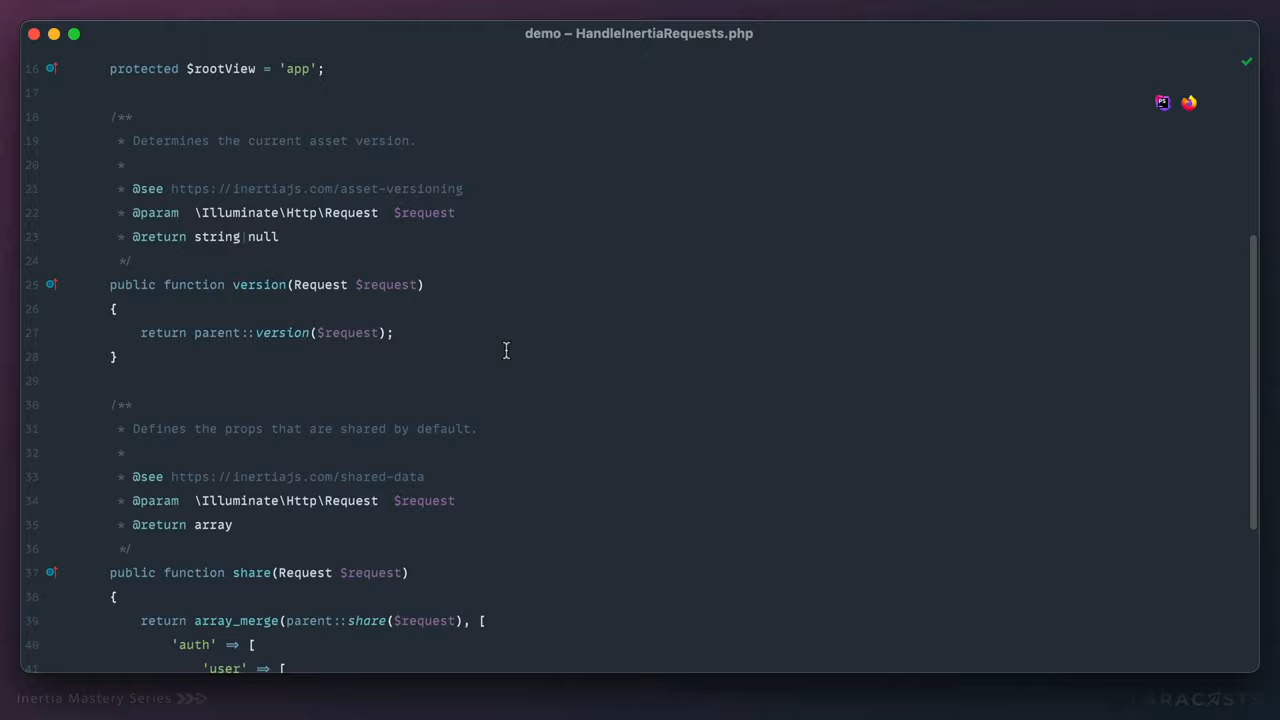 demo – HandleInertiaRequests.php
16 protected $rootView = 'app';
17
18 /**
19 * Determines the current asset version.
20 *
21 * @see https://inertiajs.com/asset-versioning
22 * @param \Illuminate\Http\Request $request
23 * @return string|null
24 */
25 public function version(Request $request)
26 {
27 return parent::version($request);
28 }
29
30 /**
31 * Defines the props that are shared by default.
32 *
33 * @see https://inertiajs.com/shared-data
34 * @param \Illuminate\Http\Request $request
35 * @return array
36 */
37 public function share(Request $request)
38 {
39 return array_merge(parent::share($request), [
40 'auth' => [
41 'user' => [
PS
Inertia Mastery Series
LARACASTS